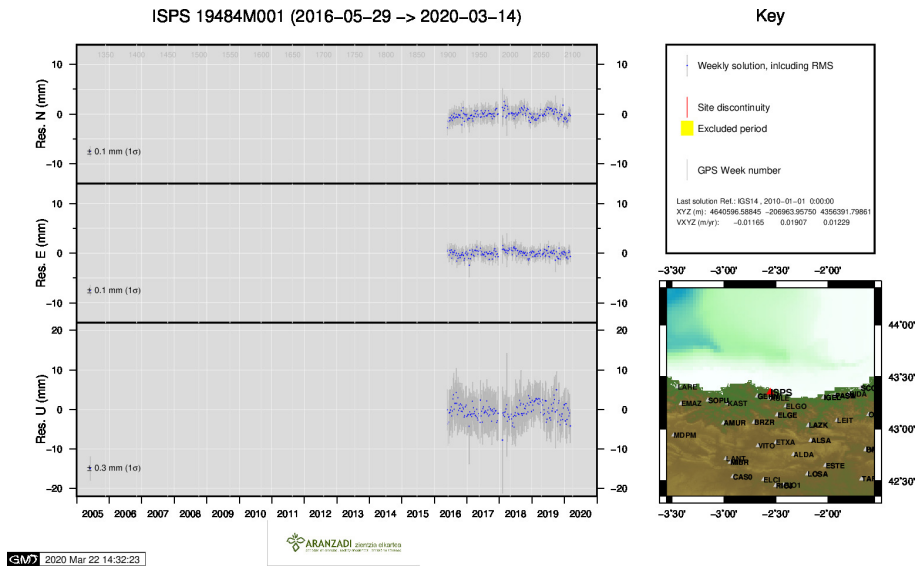 ISPS 19484M001 (2016−05−29 −> 2020−03−14)
Key
1350 1400 1450 1500 1550 1600 1650 1700 1750 1800 1850 1900 1950 2000 2050 2100
Res. N (mm)
10 10
0 0
−10 −10
± 0.1 mm (1σ)
Res. E (mm)
10 10
0 0
−10 −10
± 0.1 mm (1σ)
Res. U (mm)
20 20
10 10
0 0
−10 −10
−20 −20
0.3 mm (1σ)
2005 2006 2007 2008 2009 2010 2011 2012 2013 2014 2015 2016 2017 2018 2019 2020
Weekly solution, inlcuding RMS
Site discontinuity
Excluded period
GPS Week number
Last solution Ref.: IGS14 , 2010−01−01 0:00:00
XYZ (m): 4640596.58845 −206963.95750 4356391.79861
VXYZ (m/yr): −0.01165 0.01907 0.01229
−3˚30' −3˚00' −2˚30' −2˚00'
44˚00'
43˚30'
43˚00'
42˚30'
LARE
ISPS
EMAZ SOPU KAST
ELGO
ELGE
AMUR BRZR LAZK LEIT
MDPM
VITO ETXA ALSA
ALDA
ESTE
CAS0 ELCI LOSA
−3˚30' −3˚00' −2˚30' −2˚00'
ARANZADI zientzia elkartea
GMT 2020 Mar 22 14:32:23